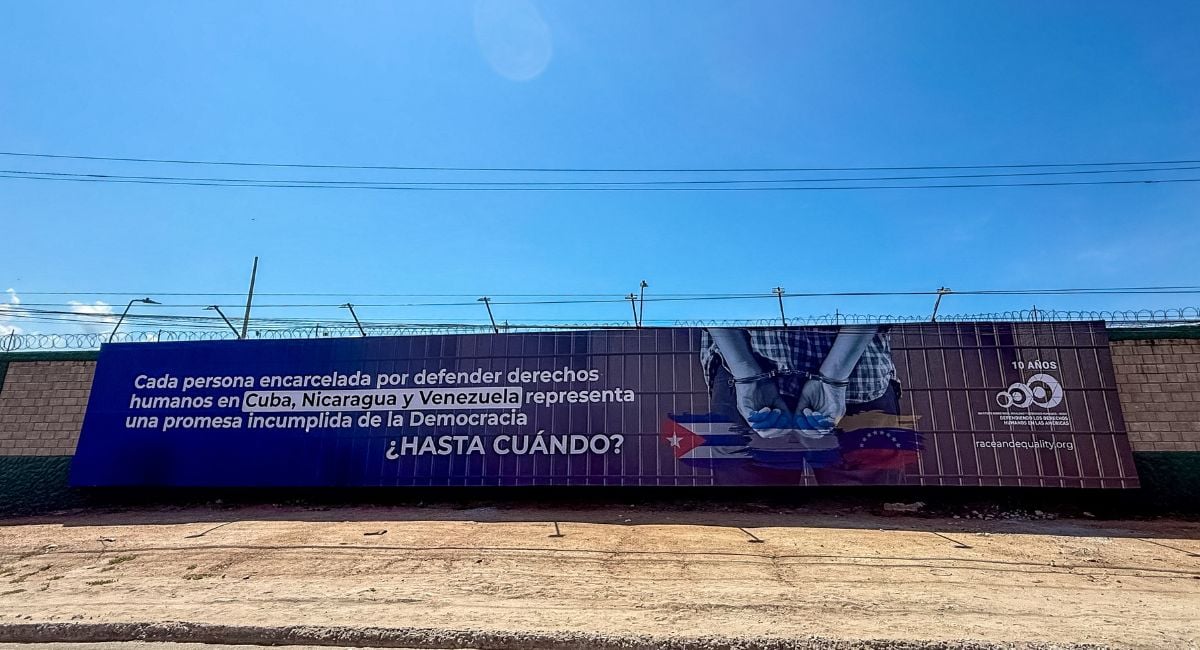 Cada persona encarcelada por defender derechos
humanos en Cuba, Nicaragua y Venezuela representa
una promesa incumplida de la Democracia
¿HASTA CUÁNDO?
10 AÑOS
DEFENDIENDO LOS DERECHOS
HUMANOS EN LAS AMÉRICAS
raceandequality.org